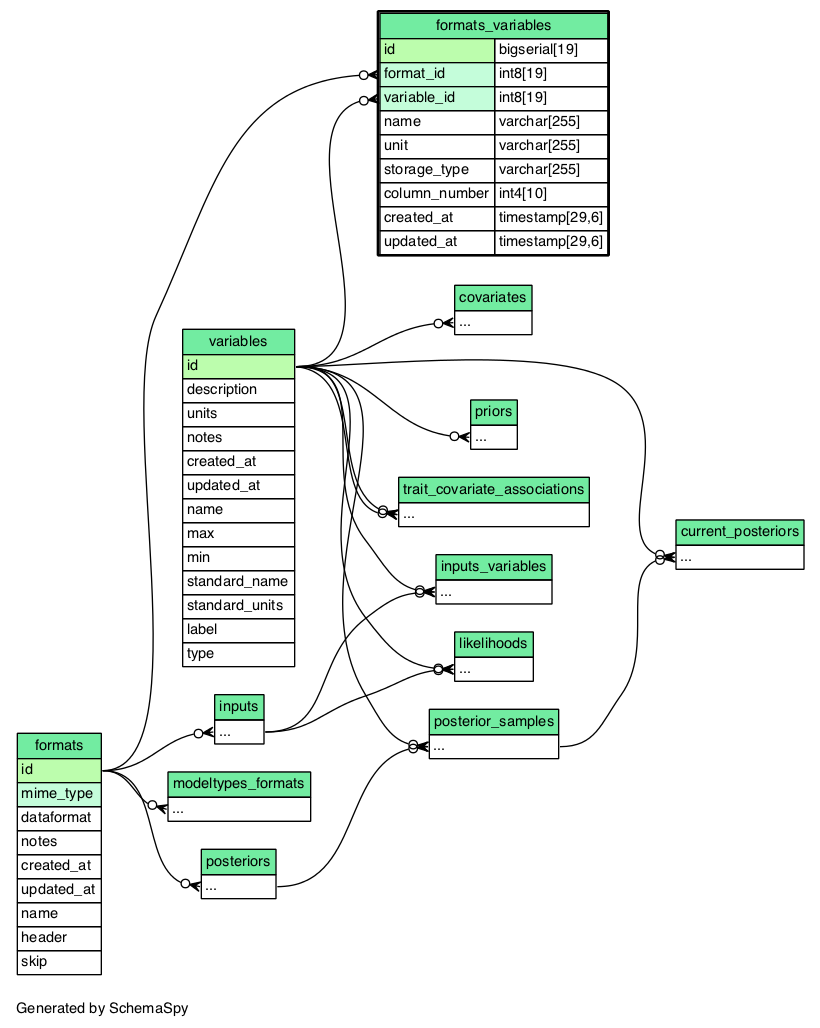 formats_variables
id bigserial[19]
format_id int8[19]
variable_id int8[19]
name varchar[255]
unit varchar[255]
storage_type varchar[255]
column_number int4[10]
created_at timestamp[29,6]
updated_at timestamp[29,6]
covariates
...
variables
id
description
units
notes
created_at
updated_at
name
max
min
standard_name
standard_units
label
type
priors
...
trait_covariate_associations
...
current_posteriors
...
inputs_variables
...
likelihoods
...
inputs
...
posterior_samples
...
formats
id
mime_type
dataformat
notes
created_at
updated_at
name
header
skip
modeltypes_formats
...
posteriors
...
Generated by SchemaSpy